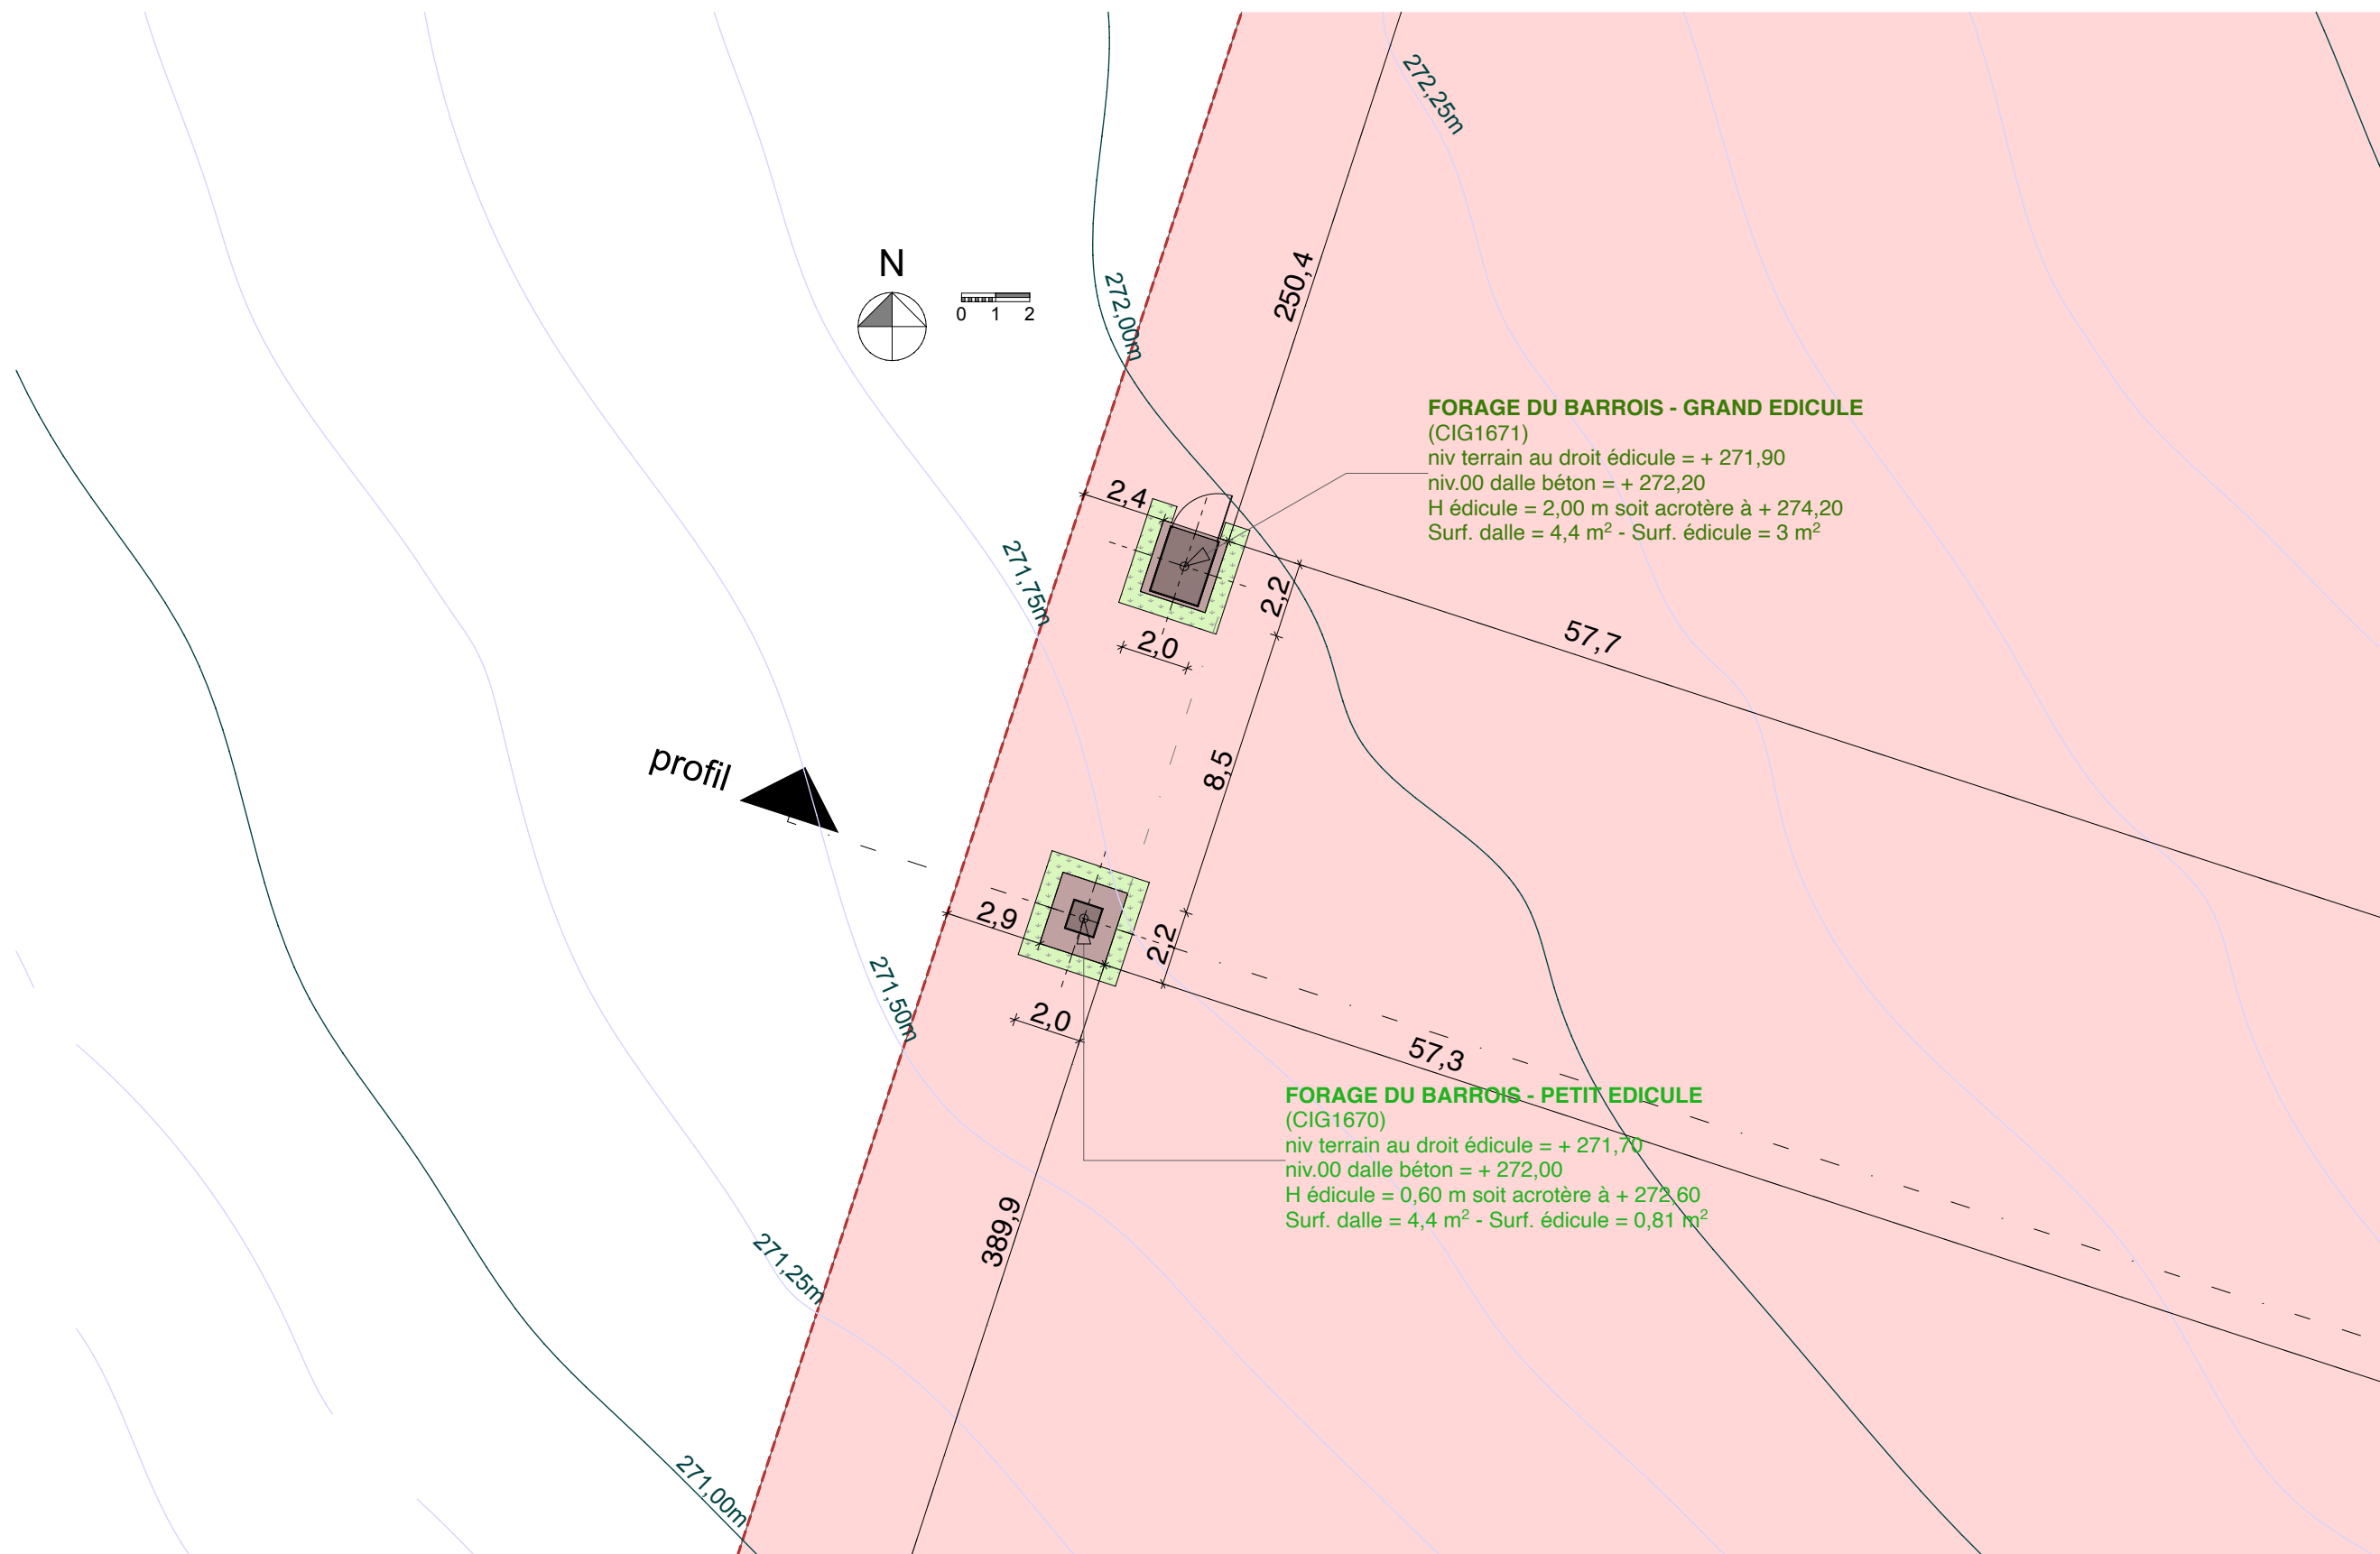 272,25m
N
0 1 2
250,4
272,00m
FORAGE DU BARROIS - GRAND EDICULE
(CIG1671)
niv terrain au droit édicule = + 271,90
niv.00 dalle béton = + 272,20
H édicule = 2,00 m soit acrotère à + 274,20
Surf. dalle = 4,4 m² - Surf. édicule = 3 m²
2,4
271,75m
2,2
2,0
57,7
profil
8,5
2,9
2,2
271,50m
2,0
57,3
FORAGE DU BARROIS - PETIT EDICULE
(CIG1670)
niv terrain au droit édicule = + 271,70
niv.00 dalle béton = + 272,00
H édicule = 0,60 m soit acrotère à + 272,60
Surf. dalle = 4,4 m² - Surf. édicule = 0,81 m²
389,9
271,25m
271,00m